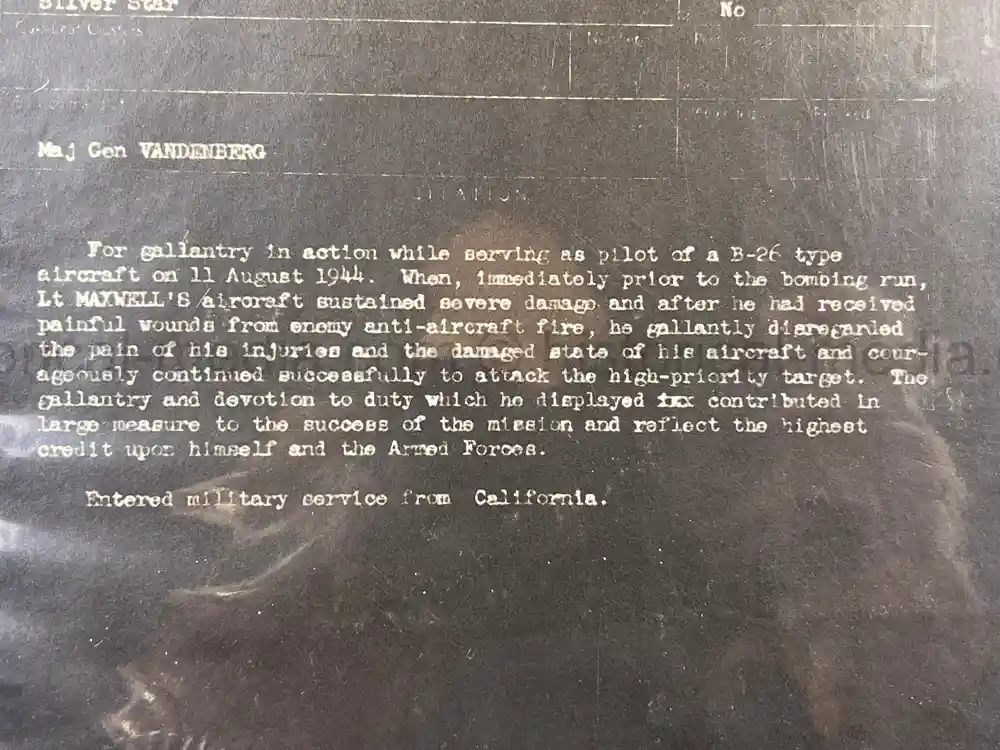 Silver Star No
Maj Gen VANDENBERG
CITATION
For gallantry in action while serving as pilot of a B-26 type
aircraft on 11 August 1944. When, immediately prior to the bombing run,
Lt MAXWELL'S aircraft sustained severe damage and after he had received
painful wounds from enemy anti-aircraft fire, he gallantly disregarded
the pain of his injuries and the damaged state of his aircraft and cour-
ageously continued successfully to attack the high-priority target. The
gallantry and devotion to duty which he displayed ixx contributed in
large measure to the success of the mission and reflect the highest
credit upon himself and the Armed Forces.
Entered military service from California.